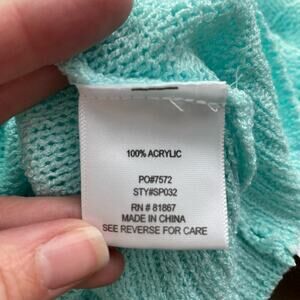 100% ACRYLIC
PO#7572
STY#SP032
RN # 81867
MADE IN CHINA
SEE REVERSE FOR CARE